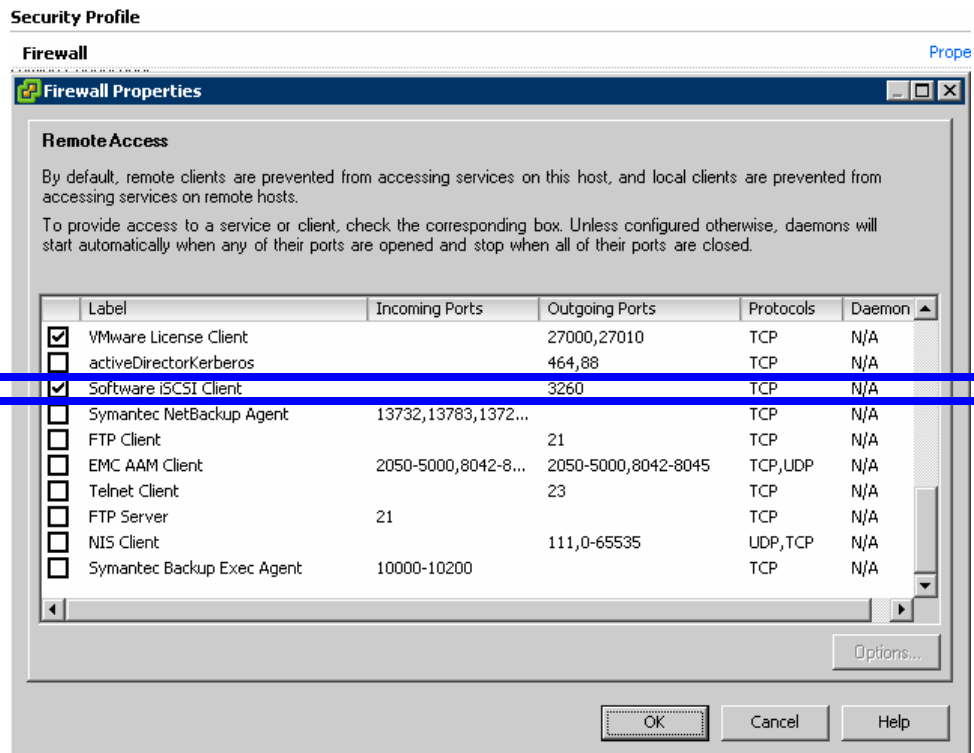 Security Profile
Firewall Prope
Firewall Properties
Remote Access
By default, remote clients are prevented from accessing services on this host, and local clients are prevented from
accessing services on remote hosts.
To provide access to a service or client, check the corresponding box. Unless configured otherwise, daemons will
start automatically when any of their ports are opened and stop when all of their ports are closed.
Label Incoming Ports Outgoing Ports Protocols Daemon
VMware License Client 27000,27010 TCP N/A
activeDirectorKerberos 464,88 TCP N/A
Software iSCSI Client 3260 TCP N/A
Symantec NetBackup Agent 13732,13783,1372... TCP N/A
FTP Client 21 TCP N/A
EMC AAM Client 2050-5000,8042-8... 2050-5000,8042-8045 TCP,UDP N/A
Telnet Client 23 TCP N/A
FTP Server 21 TCP N/A
NIS Client 111,0-65535 UDP,TCP N/A
Symantec Backup Exec Agent 10000-10200 TCP N/A
Options...
OK Cancel Help